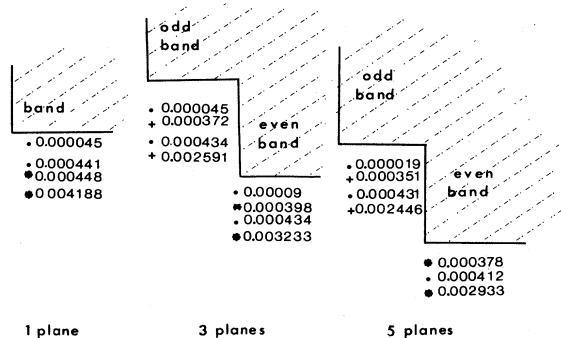 band
0.000045
0.000441
0.000448
0 004188
1 plane
odd
band
0.000045
+ 0.000372
0.000434
+ 0.002591
even
band
0.00009
0.000398
0.000434
0.003233
3 planes
odd
band
0.000019
+0.000351
0.000431
+0.002446
even
band
0.000378
0.000412
0.002933
5 planes